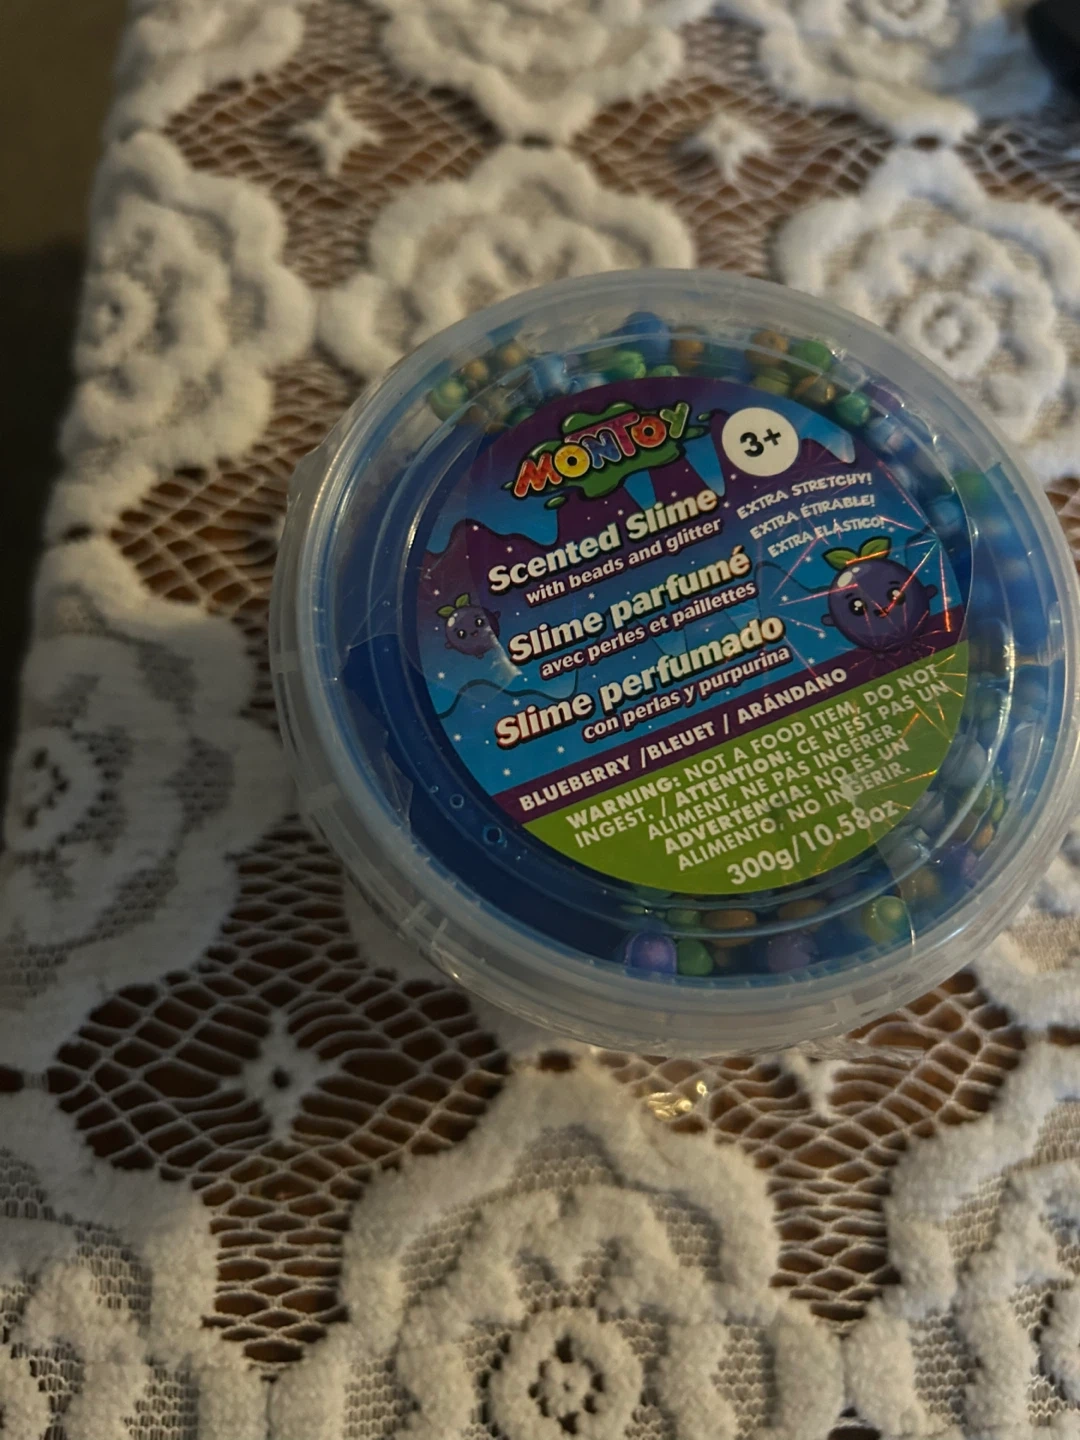 MONTOY
3+
Scented Slime
with beads and glitter
EXTRA STRETCHY!
EXTRA ÉTIRABLE!
EXTRA ELÁSTICO!
Slime parfumé
avec perles et paillettes
Slime perfumado
con perlas y purpurina
BLUEBERRY /BLEUET / ARÁNDANO
WARNING: NOT A FOOD ITEM, DO NOT
INGEST. / ATTENTION: CE N'EST PAS UN
ALIMENT, NE PAS INGÉRER.
ADVERTENCIA: NO ES UN
ALIMENTO, NO INGERIR.
300g/10.58oz